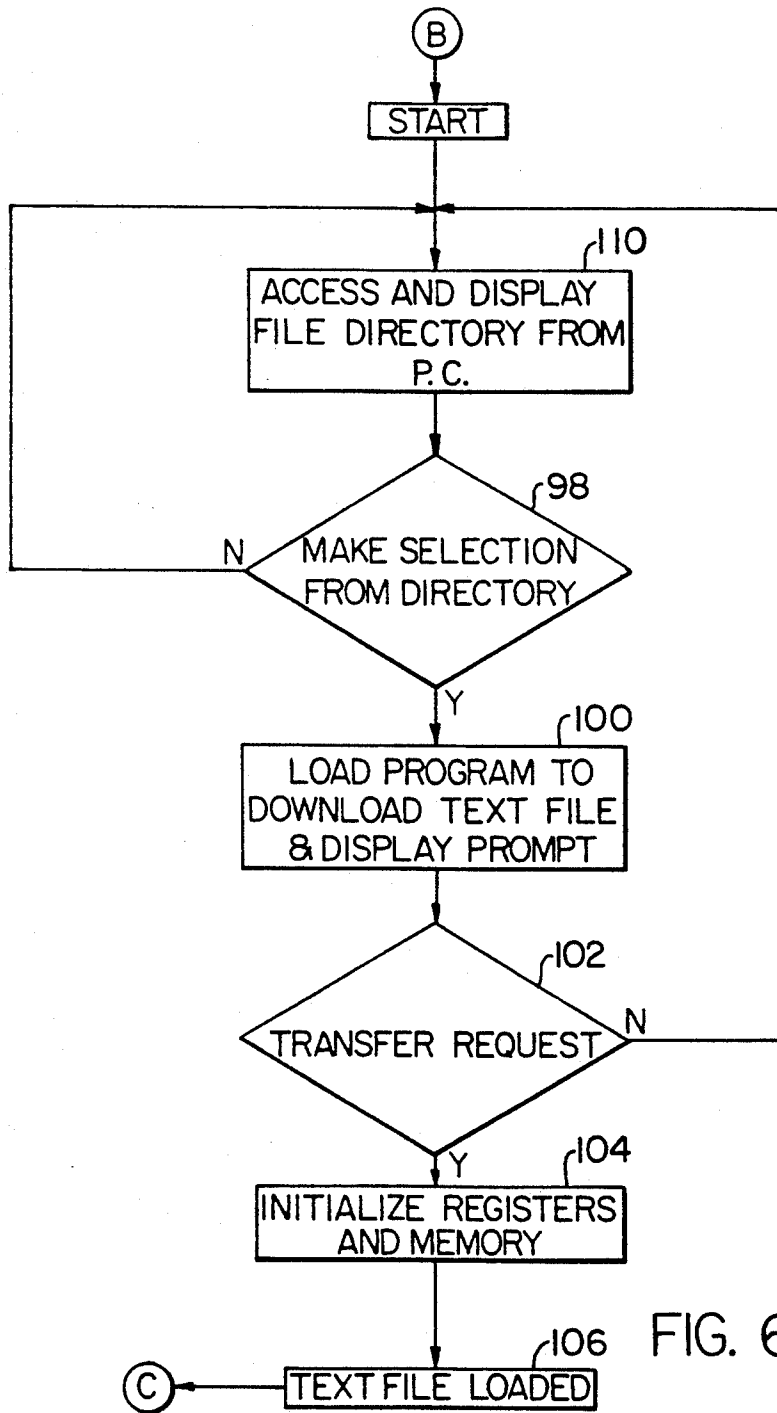 B
START
110
ACCESS AND DISPLAY
FILE DIRECTORY FROM
P.C.
98
N
MAKE SELECTION
FROM DIRECTORY
Y
100
LOAD PROGRAM TO
DOWNLOAD TEXT FILE
& DISPLAY PROMPT
102
N
TRANSFER REQUEST
Y
104
INITIALIZE REGISTERS
AND MEMORY
106
FIG. 6
C
TEXT FILE LOADED